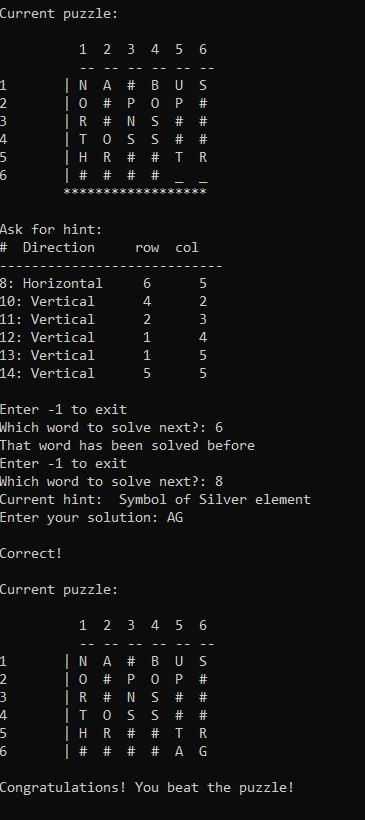 Current puzzle:
1 2 3 4 5 6
-- -- -- -- -- --
1 | N A # B U S
2 | O # P O P #
3 | R # N S # #
4 | T O S S # #
5 | H R # # T R
6 | # # # # _ _
******************
Ask for hint:
# Direction row col
----------------------------
8: Horizontal 6 5
10: Vertical 4 2
11: Vertical 2 3
12: Vertical 1 4
13: Vertical 1 5
14: Vertical 5 5
Enter -1 to exit
Which word to solve next?: 6
That word has been solved before
Enter -1 to exit
Which word to solve next?: 8
Current hint: Symbol of Silver element
Enter your solution: AG
Correct!
Current puzzle:
1 2 3 4 5 6
-- -- -- -- -- --
1 | N A # B U S
2 | O # P O P #
3 | R # N S # #
4 | T O S S # #
5 | H R # # T R
6 | # # # # A G
Congratulations! You beat the puzzle!